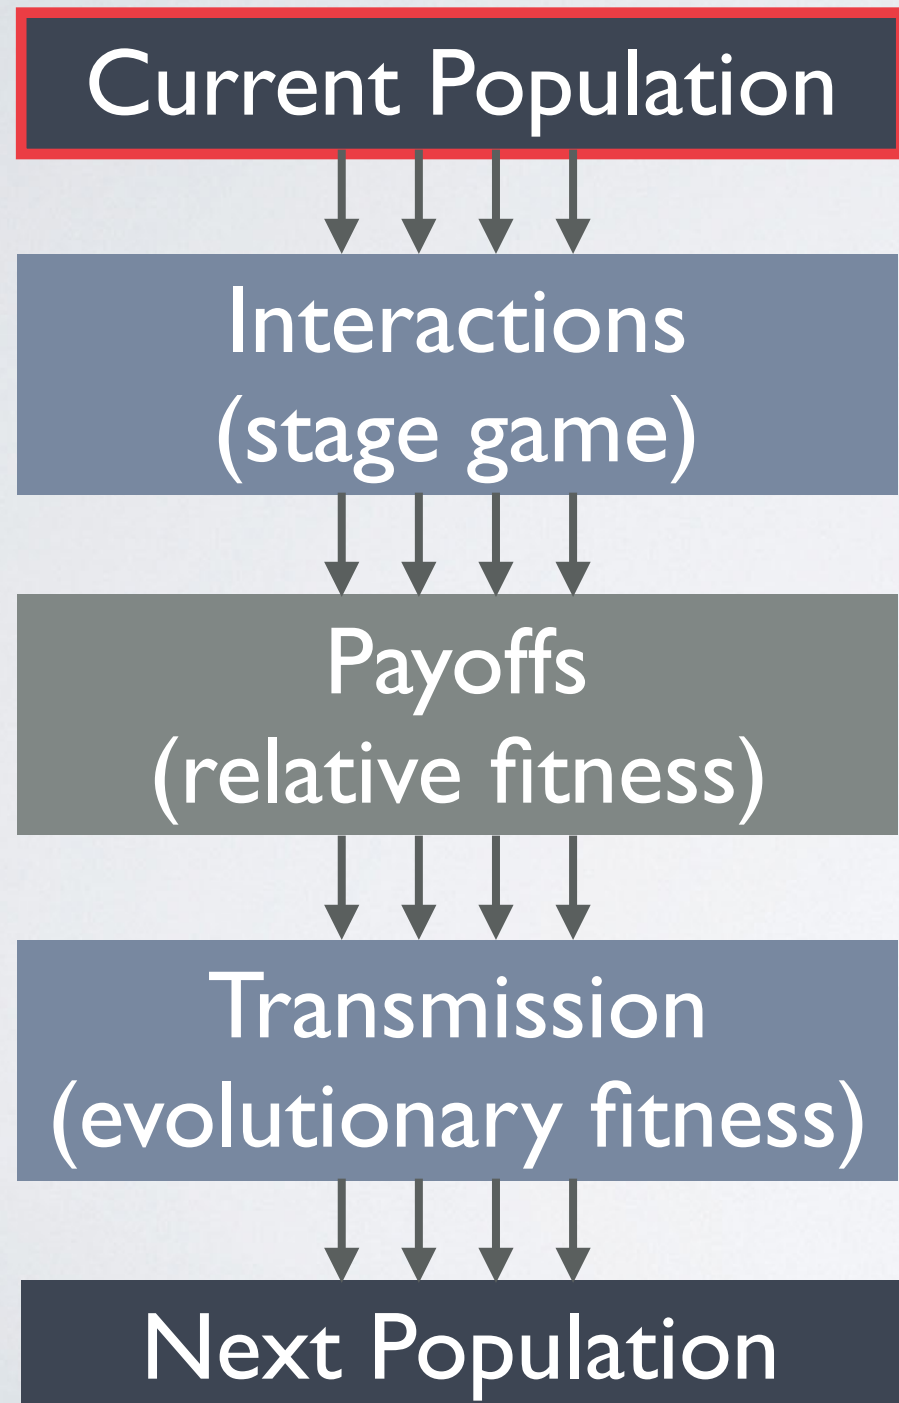 Current Population
Interactions
(stage game)
Payoffs
(relative fitness)
Transmission
(evolutionary fitness)
Next Population